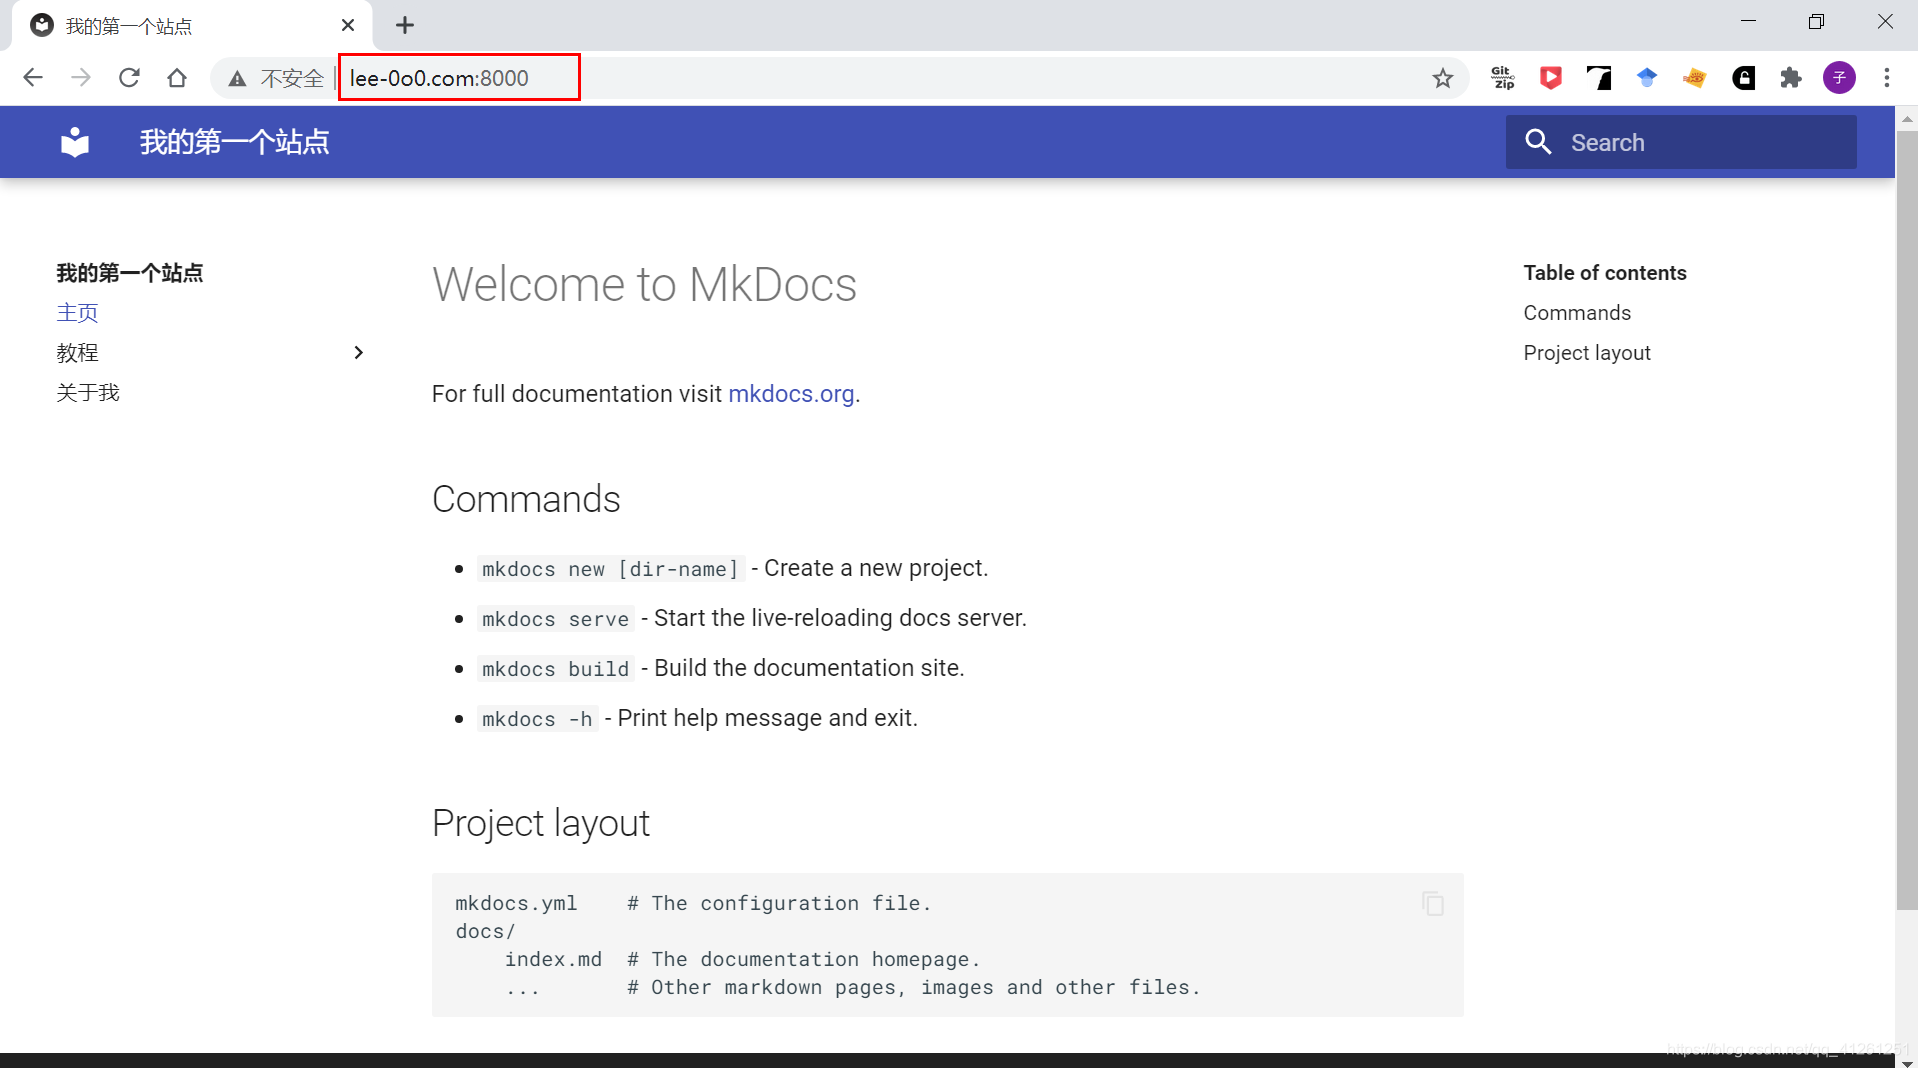 我的第一个站点
不安全 | lee-0o0.com:8000
Git
Zip
子
我的第一个站点
Search
我的第一个站点
主页
教程
关于我
Welcome to MkDocs
For full documentation visit mkdocs.org.
Commands
mkdocs new [dir-name] - Create a new project.
mkdocs serve - Start the live-reloading docs server.
mkdocs build - Build the documentation site.
mkdocs -h - Print help message and exit.
Project layout
mkdocs.yml    # The configuration file.
docs/
    index.md  # The documentation homepage.
    ...       # Other markdown pages, images and other files.
Table of contents
Commands
Project layout
https://blog.csdn.net/qq_41261251